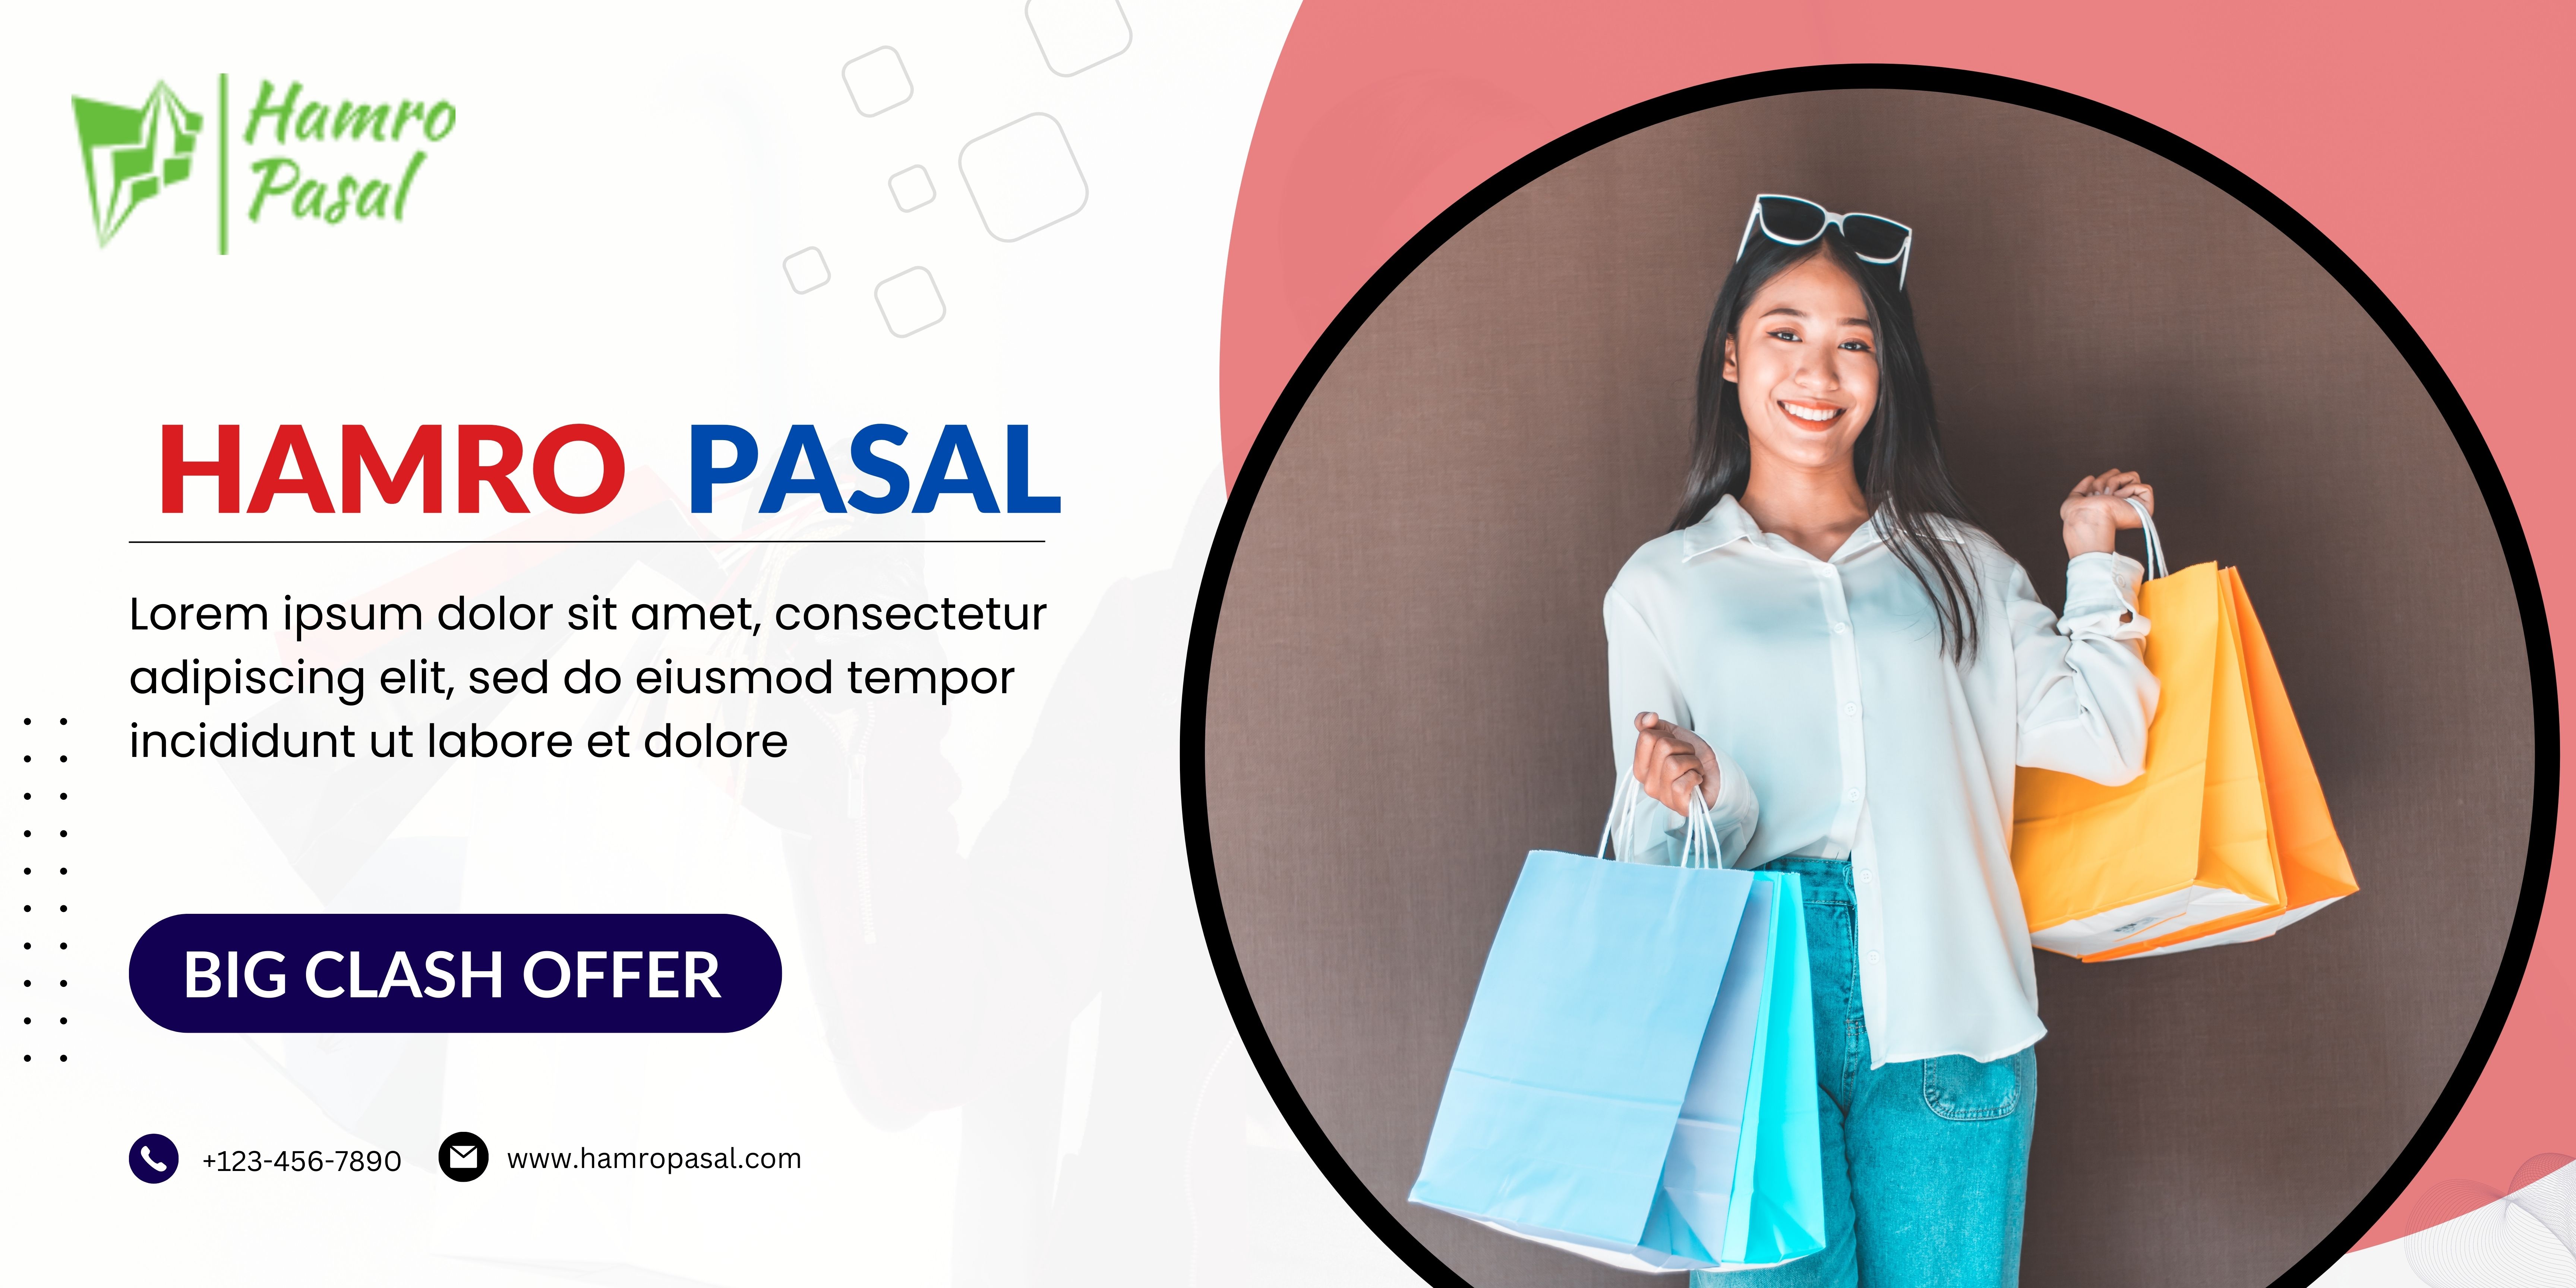 Hamro
Pasal
HAMRO PASAL
Lorem ipsum dolor sit amet, consectetur
adipiscing elit, sed do eiusmod tempor
incididunt ut labore et dolore
BIG CLASH OFFER
+123-456-7890
www.hamropasal.com